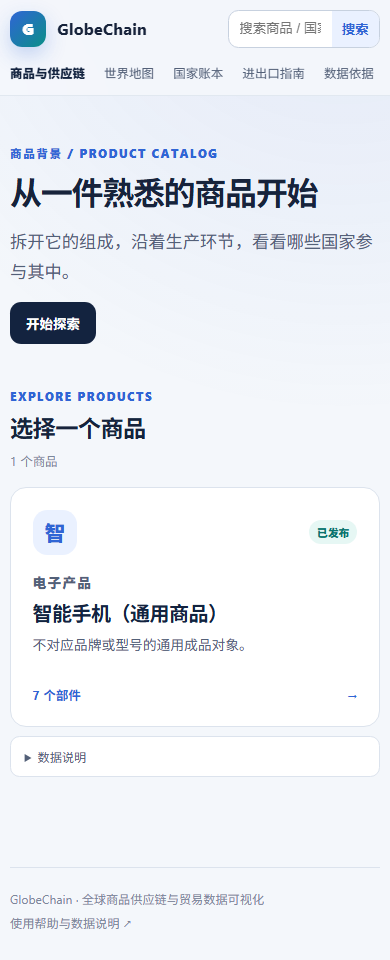 G GlobeChain
搜索商品 / 国 搜索
商品与供应链 世界地图 国家账本 进出口指南 数据依据
商品背景 / PRODUCT CATALOG
从一件熟悉的商品开始
拆开它的组成，沿着生产环节，看看哪些国家参
与其中。
开始探索
EXPLORE PRODUCTS
选择一个商品
1 个商品
智
已发布
电子产品
智能手机（通用商品）
不对应品牌或型号的通用成品对象。
7 个部件 →
▶ 数据说明
GlobeChain · 全球商品供应链与贸易数据可视化
使用帮助与数据说明 ↗